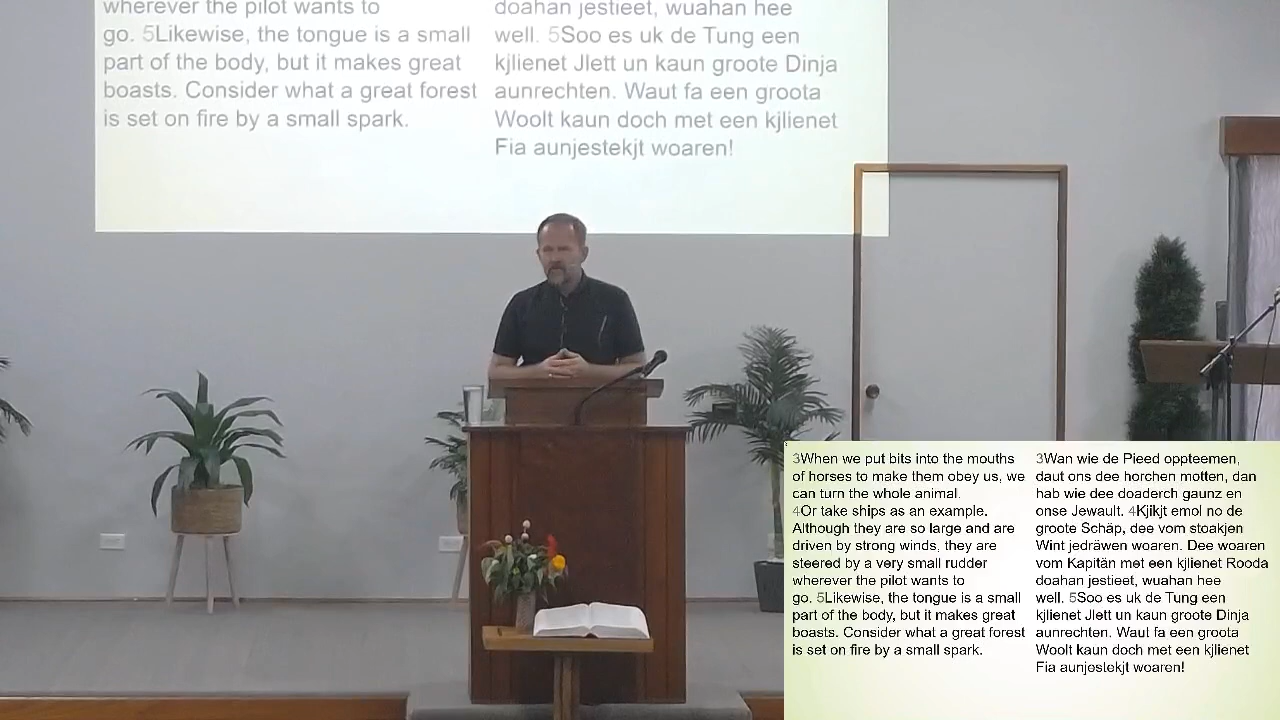 wherever the pilot wants to
go. 5Likewise, the tongue is a small
part of the body, but it makes great
boasts. Consider what a great forest
is set on fire by a small spark.
doahan jestieet, wuahan hee
well. 5Soo es uk de Tung een
kjlienet Jlett un kaun groote Dinja
aunrechten. Waut fa een groota
Woolt kaun doch met een kjlienet
Fia aunjestekjt woaren!
3When we put bits into the mouths
of horses to make them obey us, we
can turn the whole animal.
4Or take ships as an example.
Although they are so large and are
driven by strong winds, they are
steered by a very small rudder
wherever the pilot wants to
go. 5Likewise, the tongue is a small
part of the body, but it makes great
boasts. Consider what a great forest
is set on fire by a small spark.
3Wan wie de Pieed oppteemen,
daut ons dee horchen motten, dan
hab wie dee doaderch gaunz en
onse Jewault. 4Kjikjt emol no de
groote Schäp, dee vom stoakjen
Wint jedräwen woaren. Dee woaren
vom Kapitän met een kjlienet Rooda
doahan jestieet, wuahan hee
well. 5Soo es uk de Tung een
kjlienet Jlett un kaun groote Dinja
aunrechten. Waut fa een groota
Woolt kaun doch met een kjlienet
Fia aunjestekjt woaren!